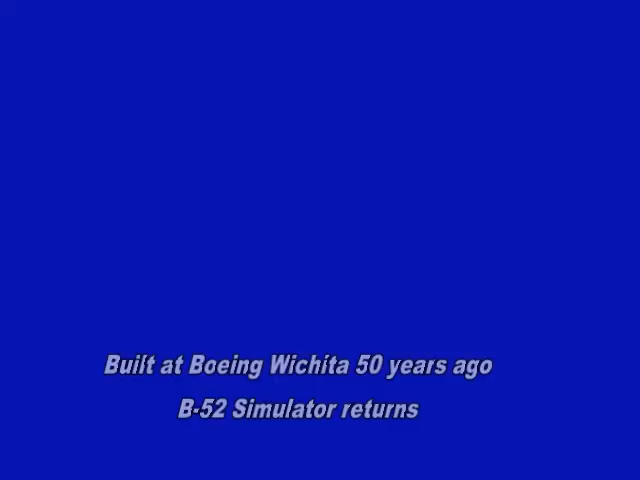 Built at Boeing Wichita 50 years ago
B-52 Simulator returns